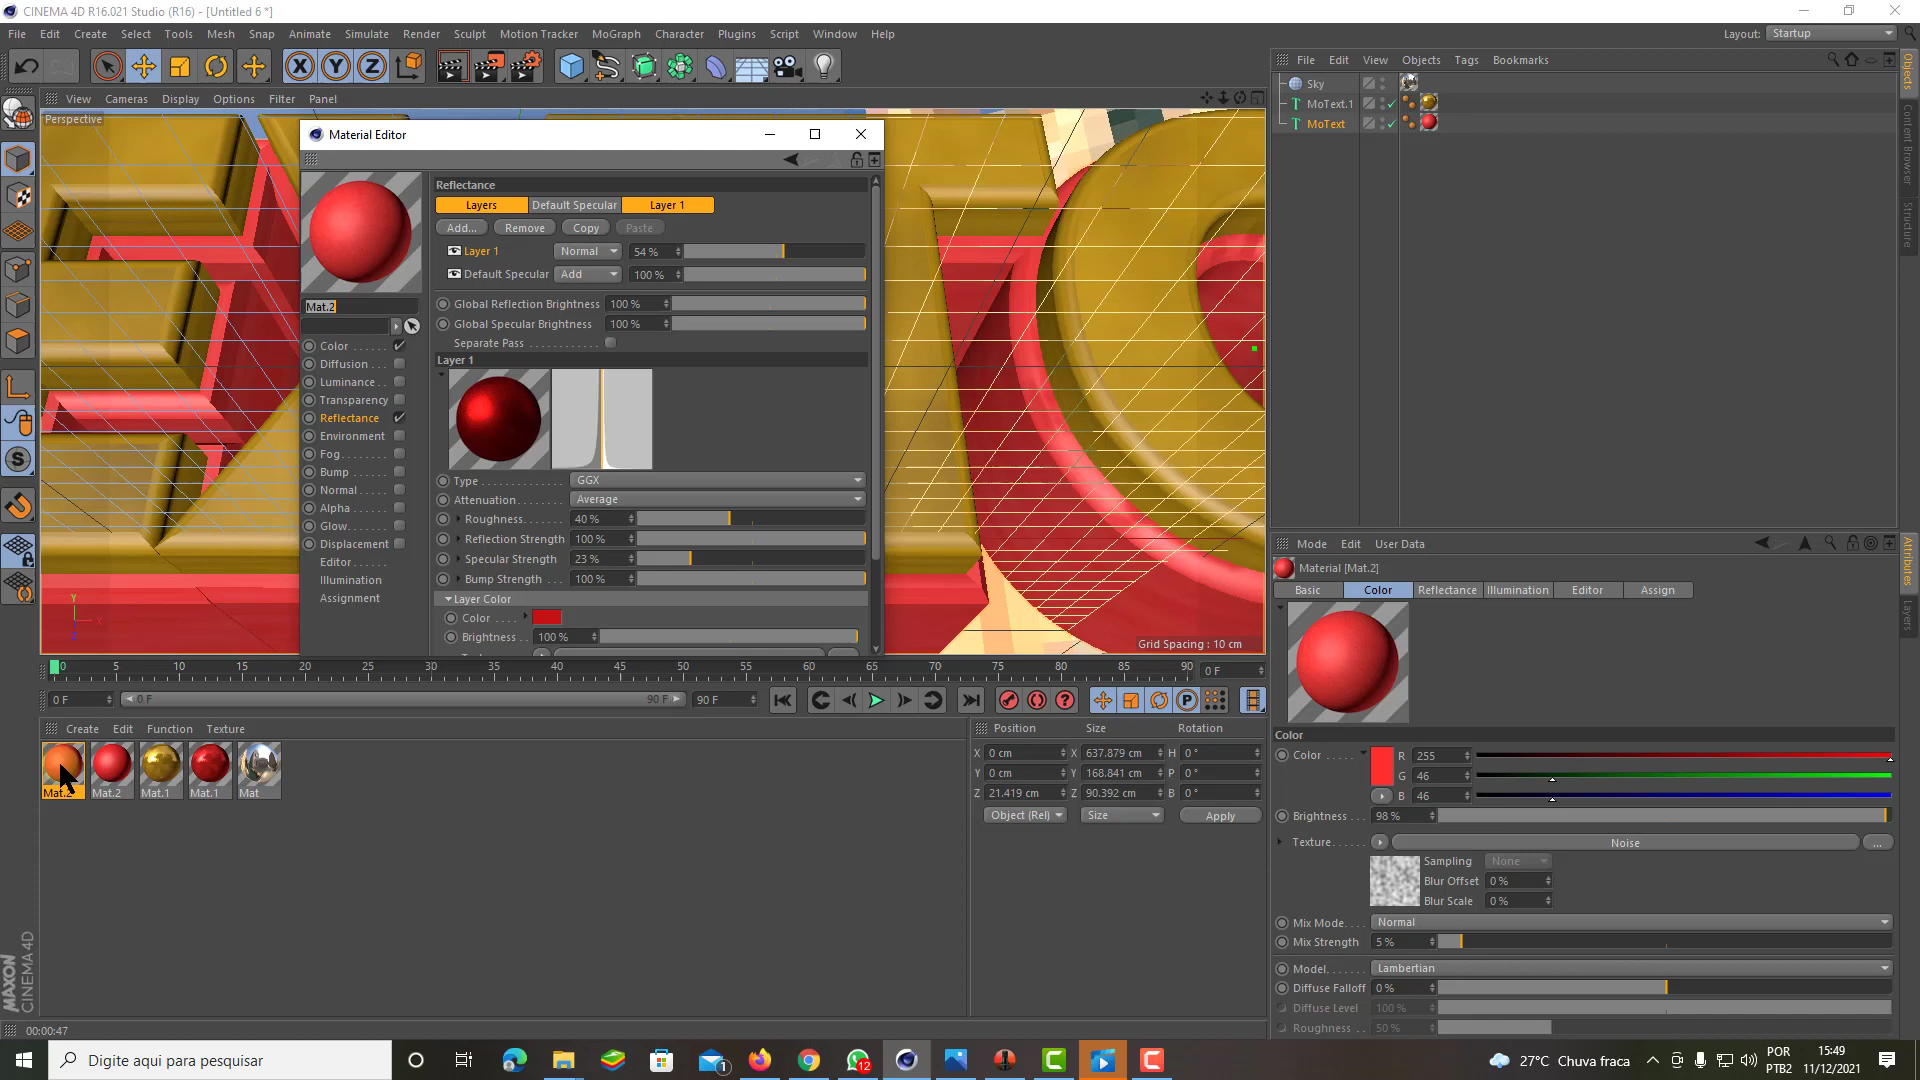 CINEMA 4D R16.021 Studio (R16) - [Untitled 6 *]
File Edit Create Select Tools Mesh Snap Animate Simulate Render Sculpt Motion Tracker MoGraph Character Plugins Script Window Help
Layout: Startup
File Edit View Objects Tags Bookmarks
Sky
MoText.1
MoText
Objects
Content Browser
Structure
View Cameras Display Options Filter Panel
Perspective
Material Editor
Reflectance
Layers Default Specular Layer 1
Add... Remove Copy Paste
Layer 1 Normal 54 %
Default Specular Add 100 %
Global Reflection Brightness 100 %
Global Specular Brightness 100 %
Separate Pass
Layer 1
Type GGX
Attenuation Average
Roughness 40 %
Reflection Strength 100 %
Specular Strength 23 %
Bump Strength 100 %
Layer Color
Color
Brightness 100 %
Mat.2
Color
Diffusion
Luminance
Transparency
Reflectance
Environment
Fog
Bump
Normal
Alpha
Glow
Displacement
Editor
Illumination
Assignment
Grid Spacing : 10 cm
0 5 10 15 20 25 30 35 40 45 50 55 60 65 70 75 80 85 90 0 F
0 F 0 F 90 F 90 F
Create Edit Function Texture
Mat.2 Mat.2 Mat.1 Mat.1 Mat
Position Size Rotation
X 0 cm X 637.879 cm H 0 °
Y 0 cm Y 168.841 cm P 0 °
Z 21.419 cm Z 90.392 cm B 0 °
Object (Rel) Size Apply
Mode Edit User Data
Material [Mat.2]
Basic Color Reflectance Illumination Editor Assign
Attributes
Layers
Color
Color R 255
G 46
B 46
Brightness 98 %
Texture Noise ...
Sampling None
Blur Offset 0 %
Blur Scale 0 %
Mix Mode Normal
Mix Strength 5 %
Model Lambertian
Diffuse Falloff 0 %
Diffuse Level 100 %
Roughness 50 %
MAXON
CINEMA 4D
00:00:47
Digite aqui para pesquisar
1
12
27°C Chuva fraca
POR
PTB2
15:49
11/12/2021